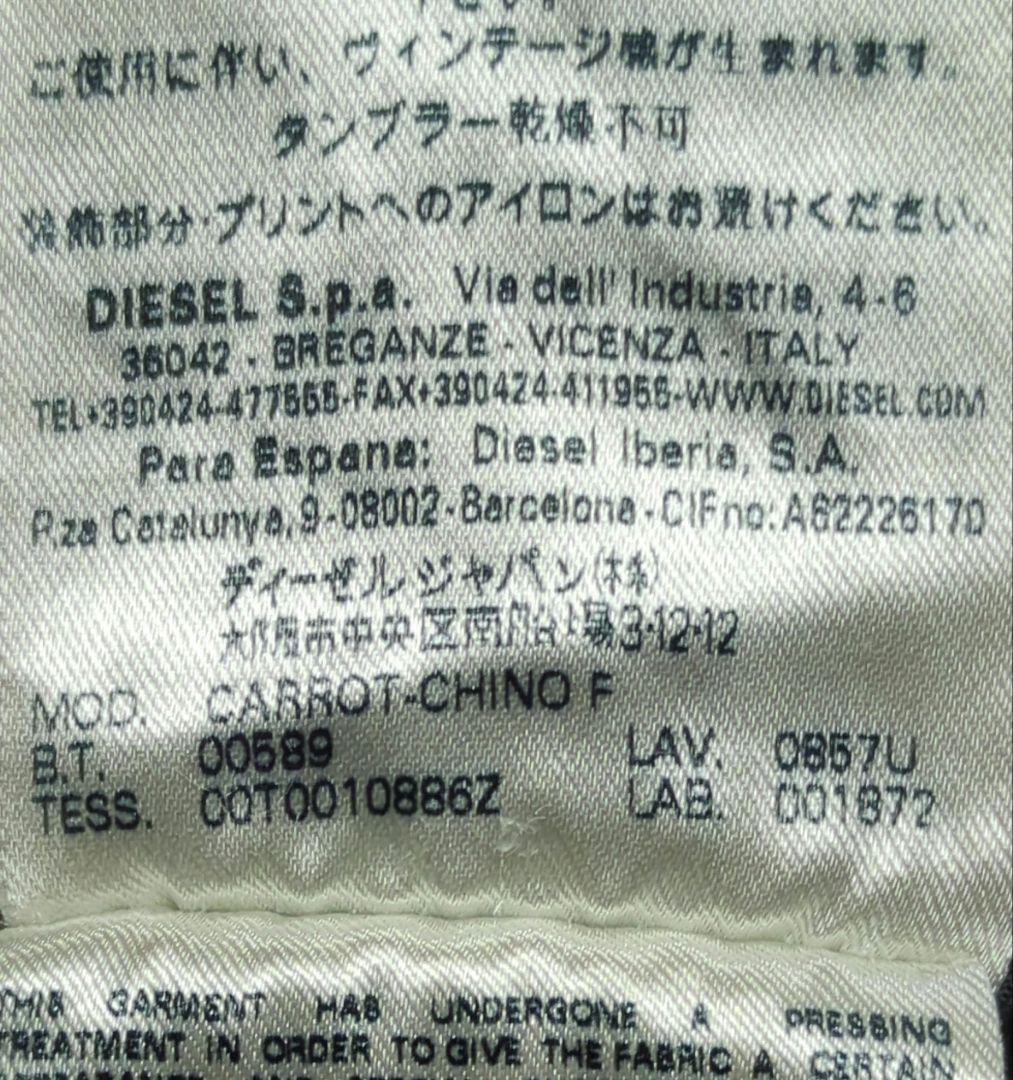 ご使用に伴い、ヴィンテージ感が生まれます。
タンブラー乾燥不可
装飾部分・プリントへのアイロンはお避けください。
DIESEL S.p.a. Via dell' Industria, 4-6
36042 - BREGANZE - VICENZA - ITALY
TEL+390424-477555-FAX+390424-411955-WWW.DIESEL.COM
Para Espana: Diesel Iberia, S.A.
P.za Catalunya, 9-08002-Barcelona-CIFno:A62226170
ディーゼルジャパン(株)
大阪市中央区南船場3-12-12
MOD. CARROT-CHINO F
B.T. 00589 LAV. 0857U
TESS. 00T0010886Z LAB. 001872
THIS GARMENT HAS UNDERGONE A PRESSING
TREATMENT IN ORDER TO GIVE THE FABRIC A CERTAIN